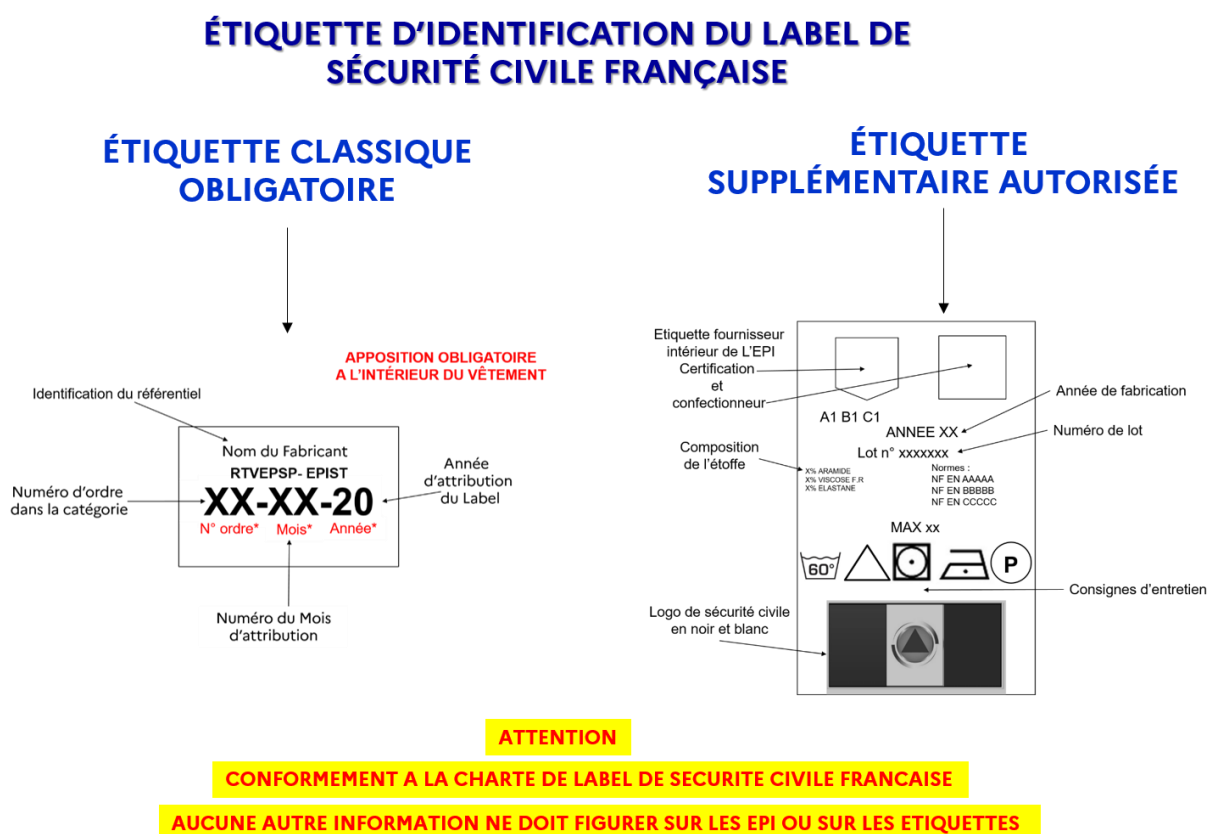 ÉTIQUETTE D'IDENTIFICATION DU LABEL DE
SÉCURITÉ CIVILE FRANÇAISE
ÉTIQUETTE CLASSIQUE
OBLIGATOIRE
APPOSITION OBLIGATOIRE
A L'INTÉRIEUR DU VÊTEMENT
Identification du référentiel
Nom du Fabricant
RTVEPSP- EPIST
XX-XX-20
N° ordre* Mois* Année*
Numéro d'ordre
dans la catégorie
Année
d'attribution
du Label
Numéro du Mois
d'attribution
ÉTIQUETTE
SUPPLÉMENTAIRE AUTORISÉE
Etiquette fournisseur
intérieur de L'EPI
Certification
et
confectionneur
A1 B1 C1
ANNEE XX
Année de fabrication
Lot n° xxxxxxx
Numéro de lot
Composition
de l'étoffe
X% ARAMIDE
X% VISCOSE F.R
X% ELASTANE
Normes :
NF EN AAAAA
NF EN BBBBB
NF EN CCCCC
MAX xx
60°
P
Consignes d'entretien
Logo de sécurité civile
en noir et blanc
ATTENTION
CONFORMEMENT A LA CHARTE DE LABEL DE SECURITE CIVILE FRANCAISE
AUCUNE AUTRE INFORMATION NE DOIT FIGURER SUR LES EPI OU SUR LES ETIQUETTES